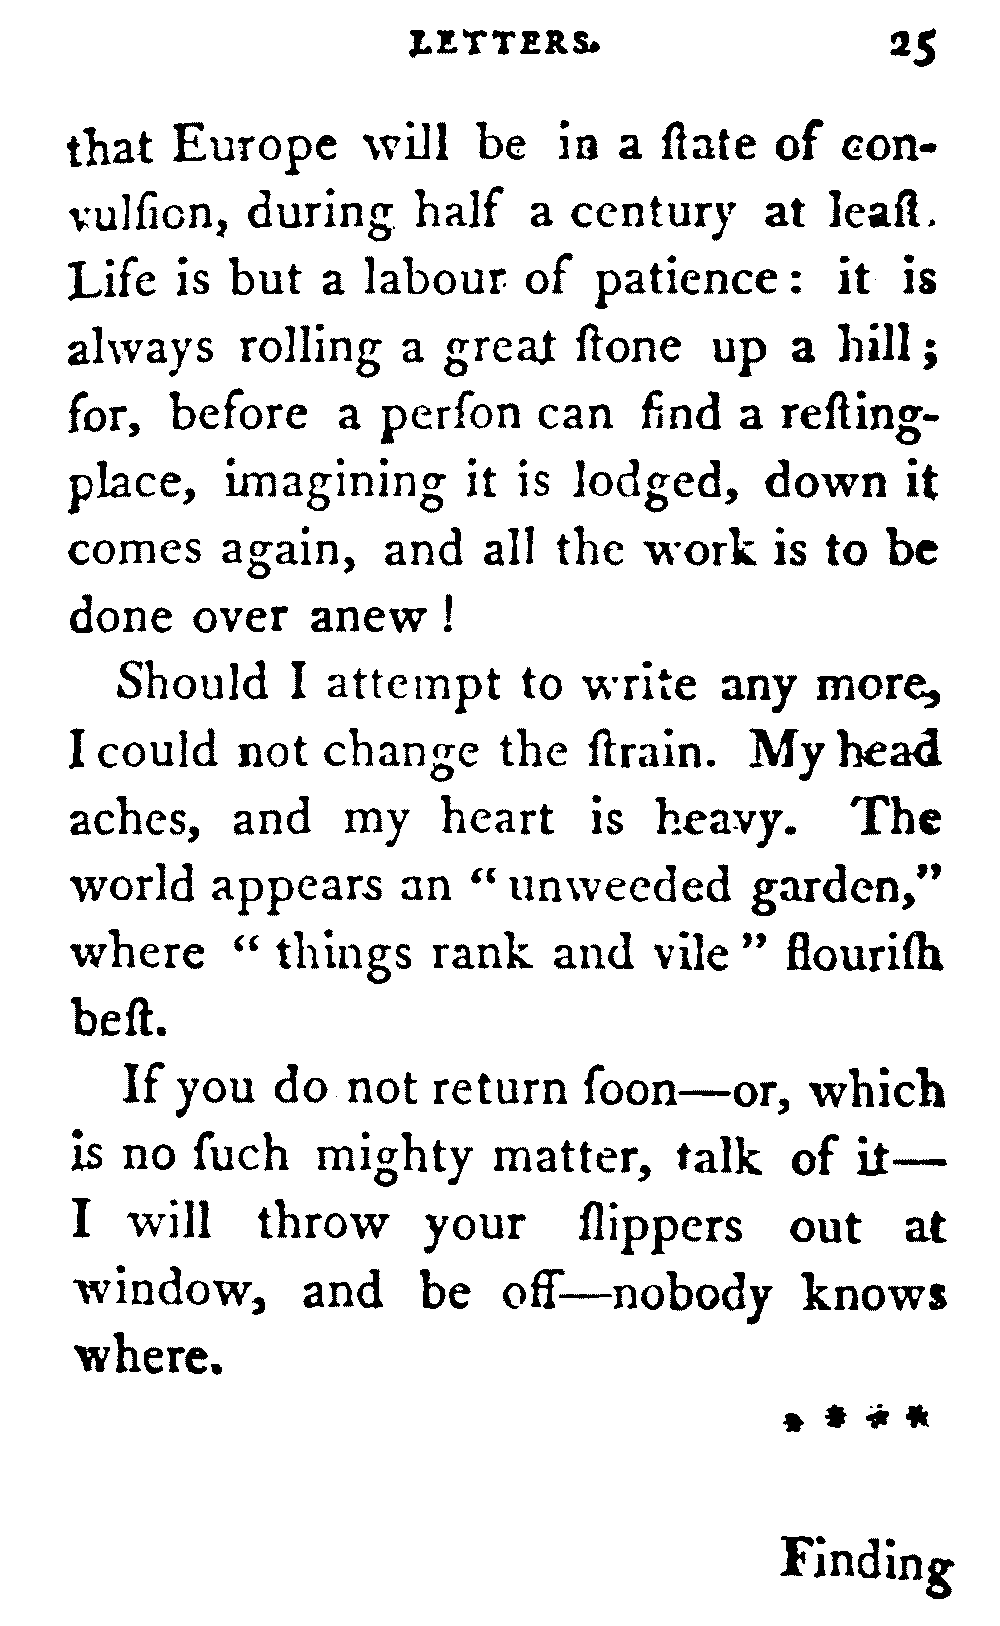 LETTERS. 25
that Europe will be in a ſtate of con-
vulſion, during half a century at leaſt.
Life is but a labour of patience: it is
always rolling a great ſtone up a hill;
for, before a perſon can find a reſting-
place, imagining it is lodged, down it
comes again, and all the work is to be
done over anew!
Should I attempt to write any more,
I could not change the ſtrain. My head
aches, and my heart is heavy. The
world appears an “unweeded garden,”
where “things rank and vile” flouriſh
beſt.
If you do not return ſoon—or, which
is no ſuch mighty matter, talk of it—
I will throw your ſlippers out at
window, and be off—nobody knows
where.
* * * *
Finding